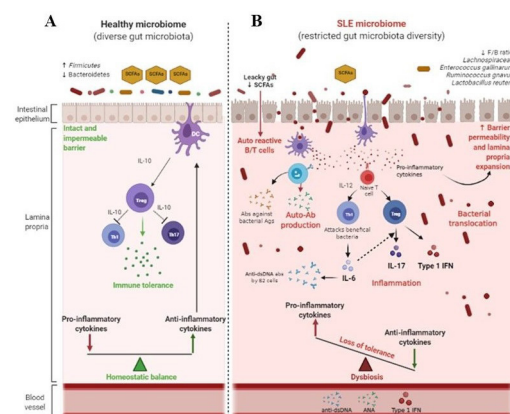 A
Healthy microbiome
(diverse gut microbiota)
↑ Firmicutes
↓ Bacteroidetes
SCFAs
SCFAs
SCFAs
Intestinal
epithelium
Intact and
impermeable
barrier
DC
IL-10
Lamina
propria
Treg
IL-10
IL-10
Th1
Th17
Immune tolerance
Pro-inflammatory
cytokines
Anti-inflammatory
cytokines
Homeostatic balance
Blood
vessel
B
SLE microbiome
(restricted gut microbiota diversity)
Leaky gut
↓ SCFAs
SCFAs
↓ F/B ratio
Lachnospiracea
Enterococcus gallinarum
Ruminococcus gnavu
Lactobacillus reuter
Auto reactive
B/T cells
↑ Barrier
permeability
and lamina
propria
expansion
Pro-inflammatory
cytokines
IL-12
Naive T
cell
Abs against
bacterial Ags
Auto-Ab
production
Th1
Treg
Bacterial
translocation
Attacks benefical
bacteria
Anti-dsDNA abs
by B2 cells
IL-6
IL-17
Type 1 IFN
Inflammation
Pro-inflammatory
cytokines
Anti-inflammatory
cytokines
Loss of tolerance
Dysbiosis
anti-dsDNA
ANA
Type 1 IFN